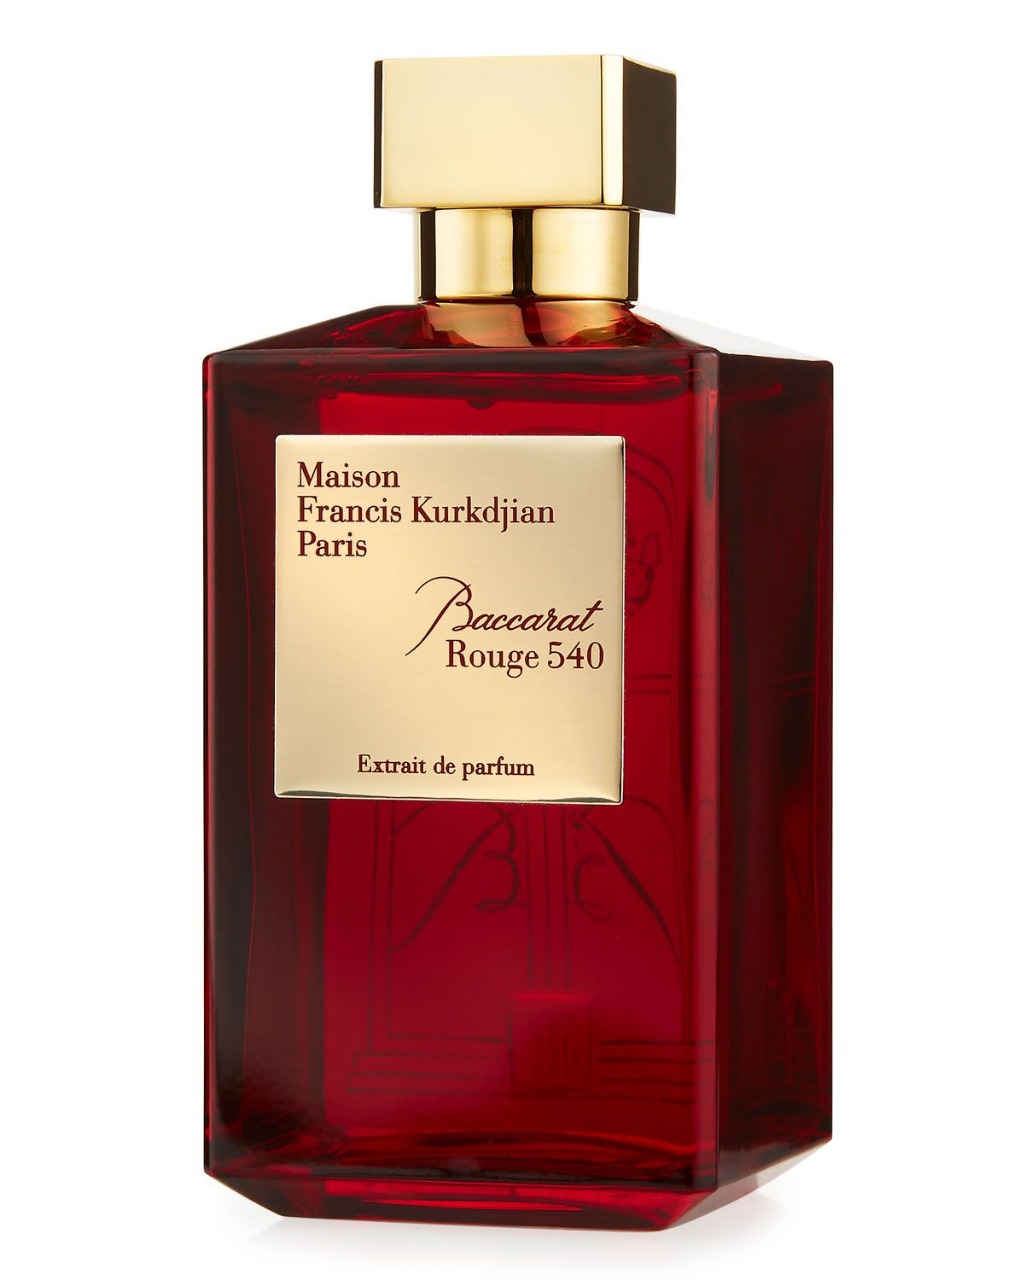 Maison
Francis Kurkdjian
Paris
Baccarat
Rouge 540
Extrait de parfum